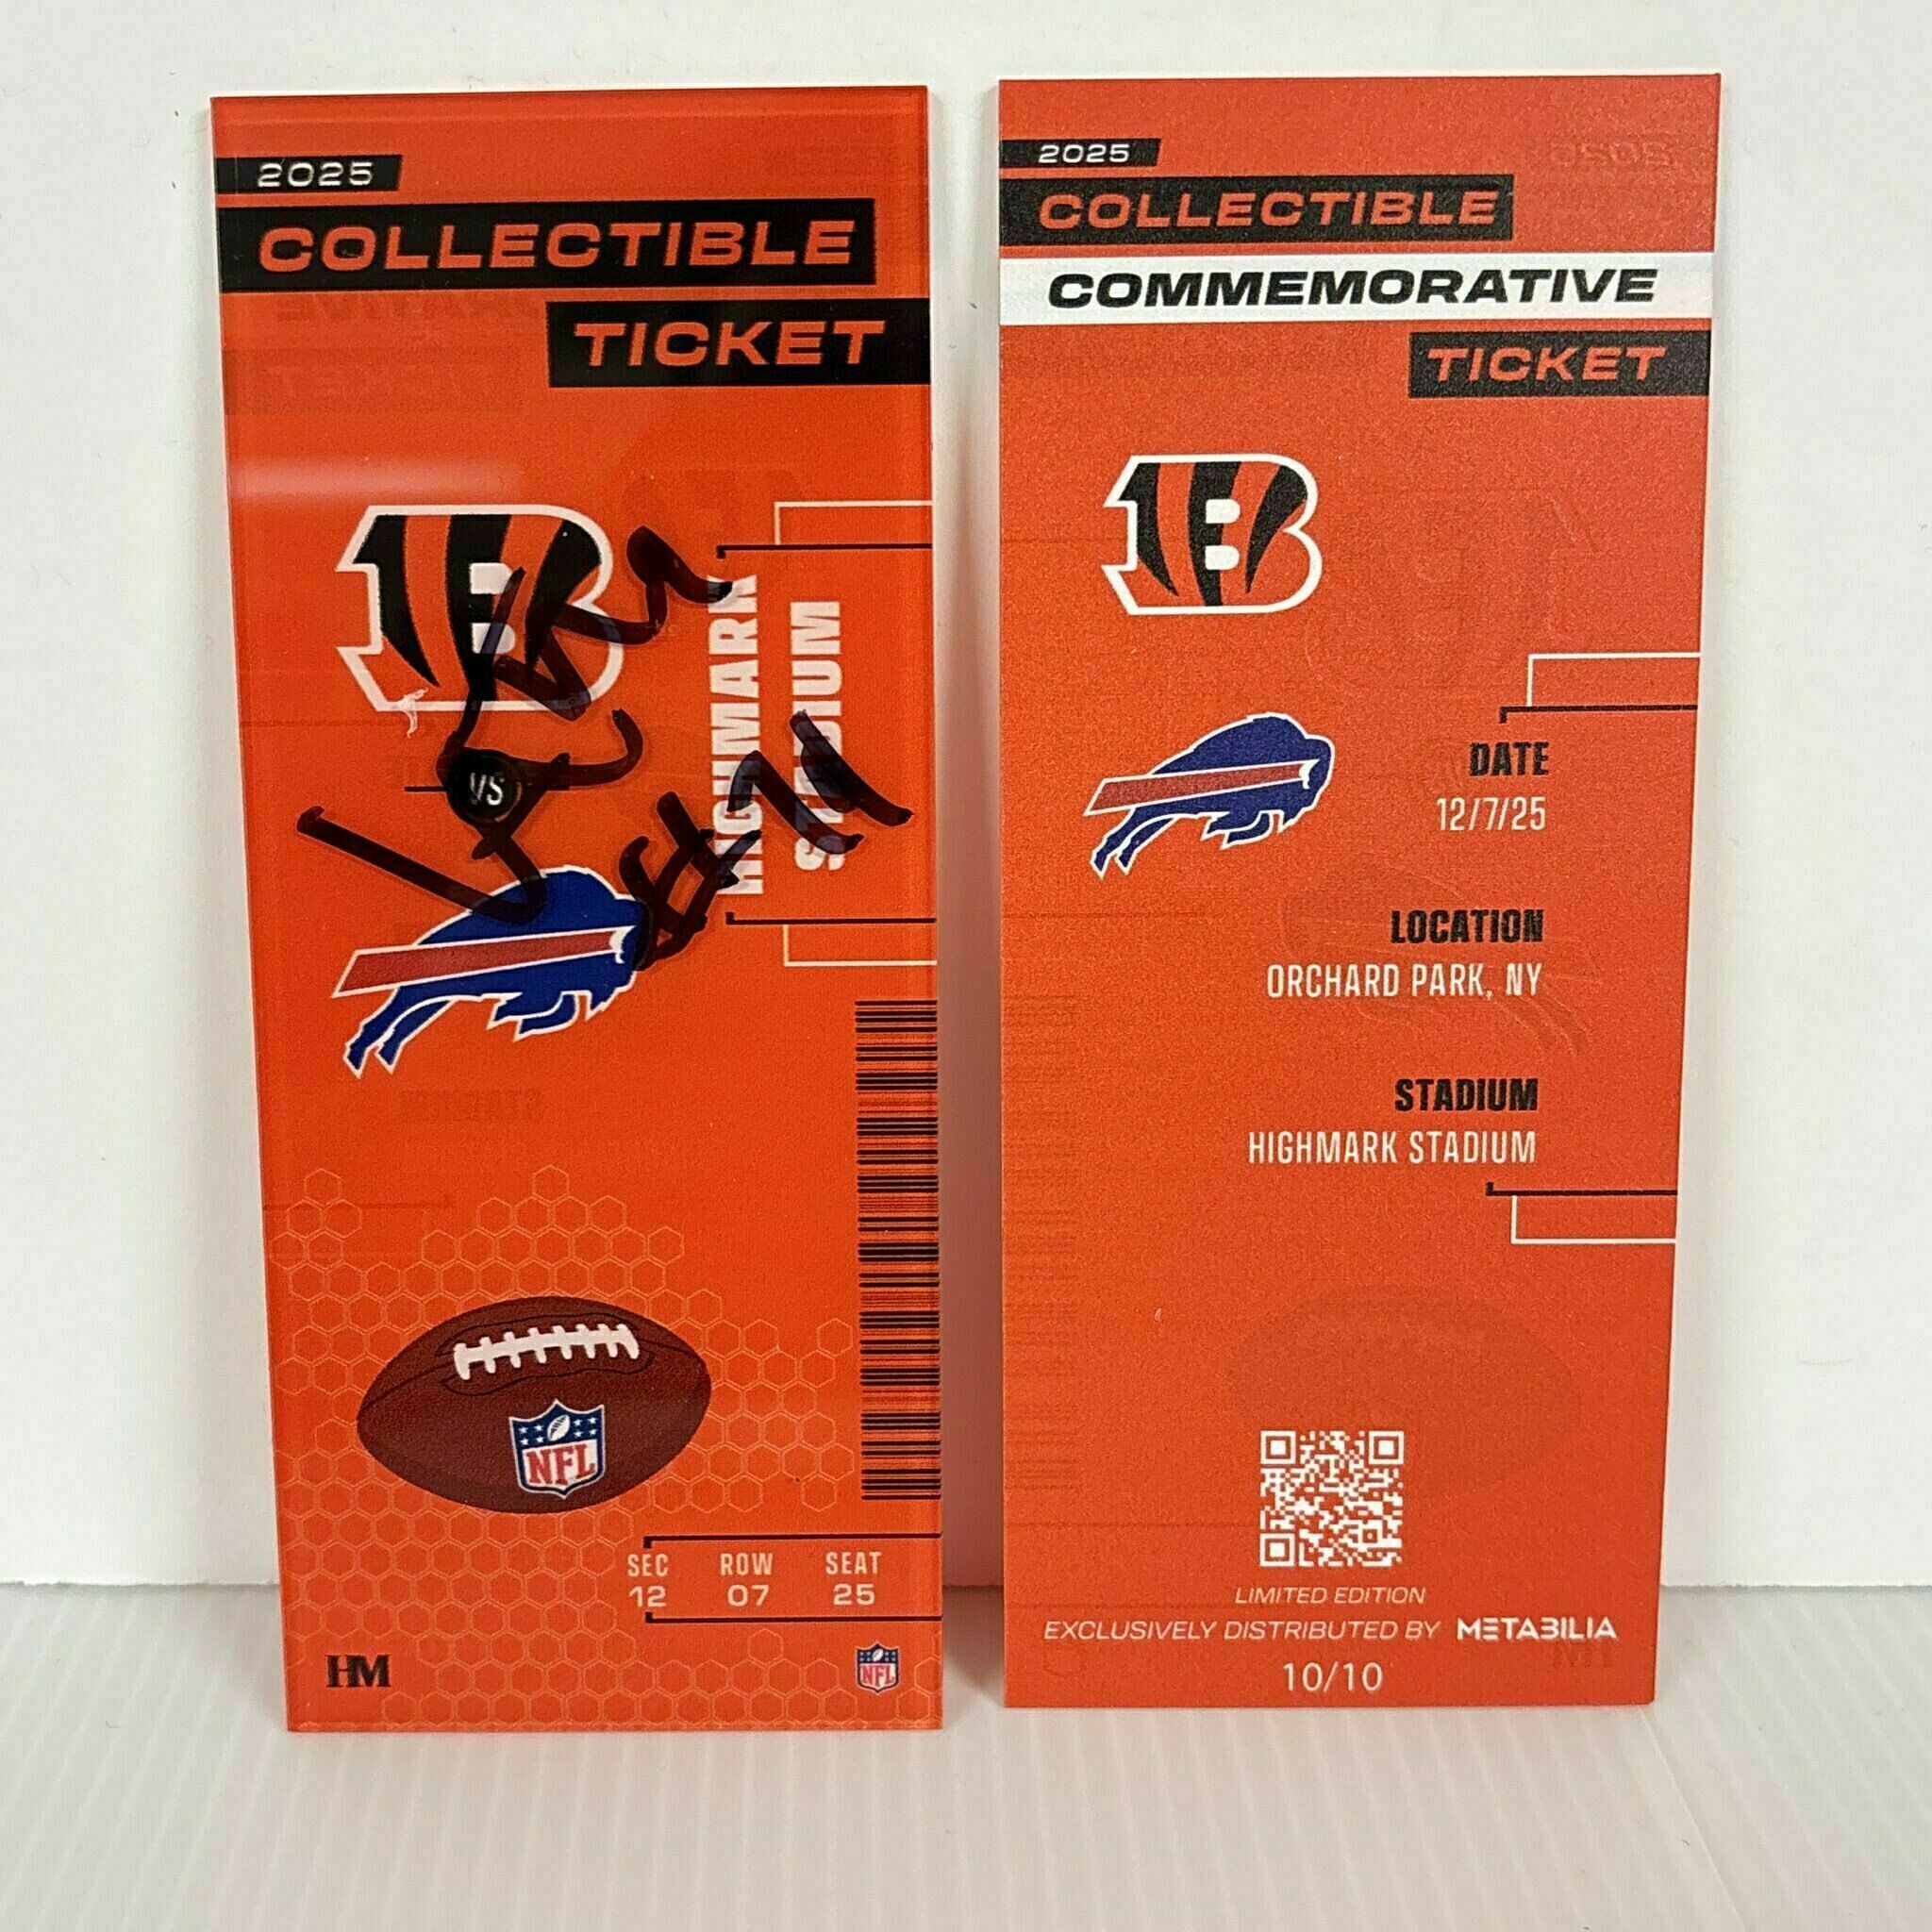 2025
COLLECTIBLE
TICKET
HIGHMARK
STADIUM
VS
#71
NFL
SEC ROW SEAT
12 07 25
HM
NFL
2025
COLLECTIBLE
COMMEMORATIVE
TICKET
DATE
12/7/25
LOCATION
ORCHARD PARK, NY
STADIUM
HIGHMARK STADIUM
LIMITED EDITION
EXCLUSIVELY DISTRIBUTED BY METABILIA
10/10